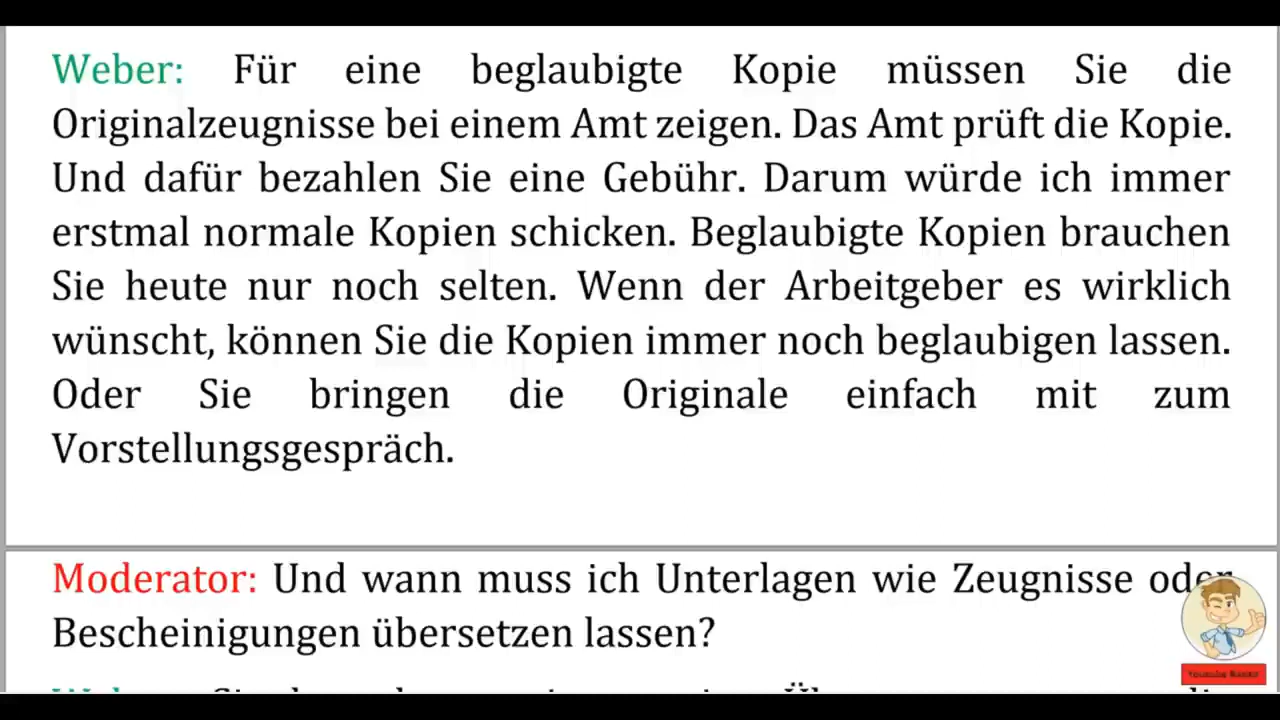 Weber: Für eine beglaubigte Kopie müssen Sie die
Originalzeugnisse bei einem Amt zeigen. Das Amt prüft die Kopie.
Und dafür bezahlen Sie eine Gebühr. Darum würde ich immer
erstmal normale Kopien schicken. Beglaubigte Kopien brauchen
Sie heute nur noch selten. Wenn der Arbeitgeber es wirklich
wünscht, können Sie die Kopien immer noch beglaubigen lassen.
Oder Sie bringen die Originale einfach mit zum
Vorstellungsgespräch.
Moderator: Und wann muss ich Unterlagen wie Zeugnisse oder
Bescheinigungen übersetzen lassen?